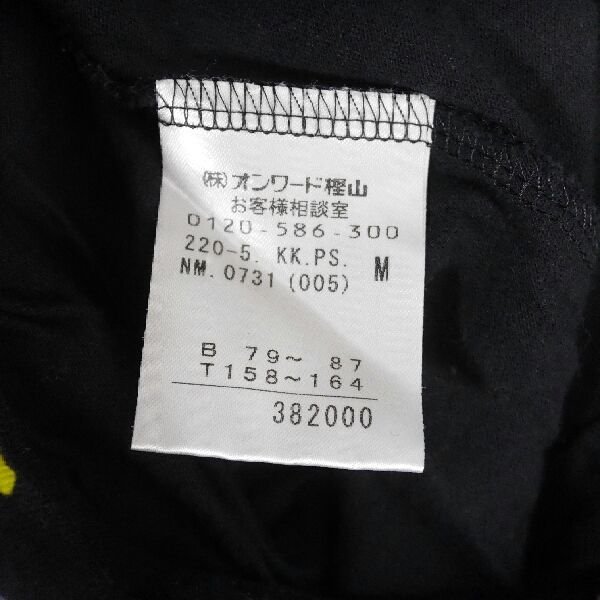 ㈱オンワード樫山
お客様相談室
0120-586-300
220-5. KK.PS. M
NM.0731(005)
B 79～ 87
T158～164
382000